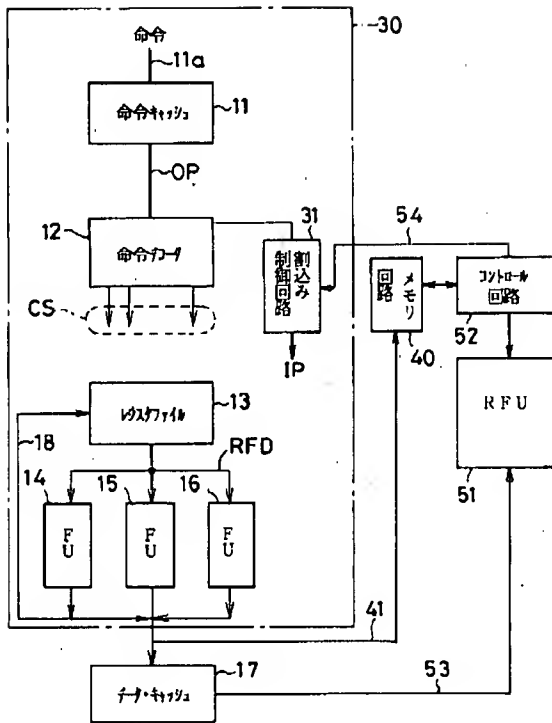 命令
30
11a
命令キャッシュ
11
OP
12
命令デコーダ
31
割込み
制御回路
54
メモリ
回路
40
コントロール
回路
52
CS
IP
レジスタファイル
13
RFU
51
18
RFD
14
FU
15
FU
16
FU
41
17
データ・キャッシュ
53